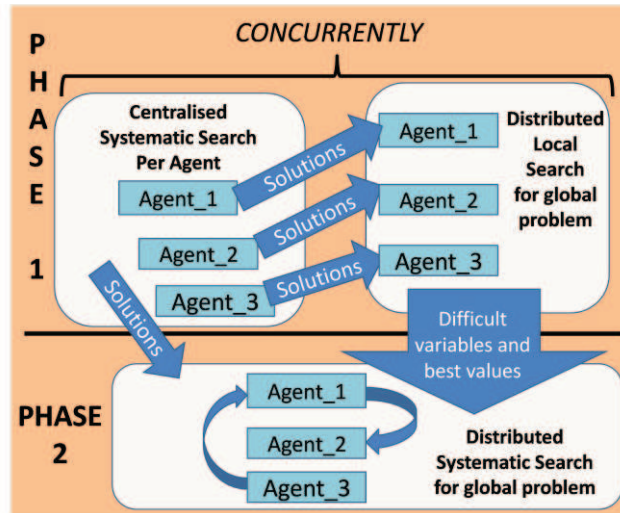 PHASE 1
CONCURRENTLY
Centralised
Systematic Search
Per Agent
Agent_1
Agent_2
Agent_3
Solutions
Solutions
Solutions
Agent_1
Agent_2
Agent_3
Distributed
Local
Search
for global
problem
Solutions
Difficult
variables and
best values
PHASE
2
Agent_1
Agent_2
Agent_3
Distributed
Systematic Search
for global problem